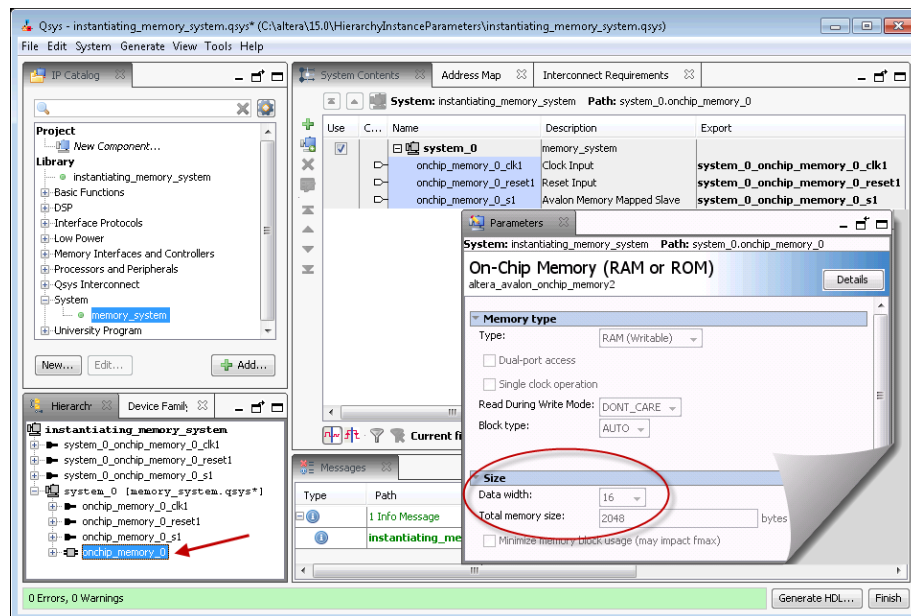 Qsys - instantiating_memory_system.qsys* (C:\altera\15.0\HierarchyInstanceParameters\instantiating_memory_system.qsys)
File Edit System Generate View Tools Help
IP Catalog
Project
New Component...
Library
instantiating_memory_system
Basic Functions
DSP
Interface Protocols
Low Power
Memory Interfaces and Controllers
Processors and Peripherals
Qsys Interconnect
System
memory_system
University Program
New... Edit... Add...
Hierarchy Device Family
instantiating_memory_system
system_0_onchip_memory_0_clk1
system_0_onchip_memory_0_reset1
system_0_onchip_memory_0_s1
system_0 [memory_system.qsys*]
onchip_memory_0_clk1
onchip_memory_0_reset1
onchip_memory_0_s1
onchip_memory_0
System Contents Address Map Interconnect Requirements
System: instantiating_memory_system Path: system_0.onchip_memory_0
Use C... Name Description Export
system_0 memory_system
onchip_memory_0_clk1 Clock Input system_0_onchip_memory_0_clk1
onchip_memory_0_reset1 Reset Input system_0_onchip_memory_0_reset1
onchip_memory_0_s1 Avalon Memory Mapped Slave system_0_onchip_memory_0_s1
Current fi
Messages
Type Path
1 Info Message
instantiating_me
Parameters
System: instantiating_memory_system Path: system_0.onchip_memory_0
On-Chip Memory (RAM or ROM)
altera_avalon_onchip_memory2
Details
Memory type
Type: RAM (Writable)
Dual-port access
Single clock operation
Read During Write Mode: DONT_CARE
Block type: AUTO
Size
Data width: 16
Total memory size: 2048 bytes
Minimize memory block usage (may impact fmax)
0 Errors, 0 Warnings
Generate HDL... Finish